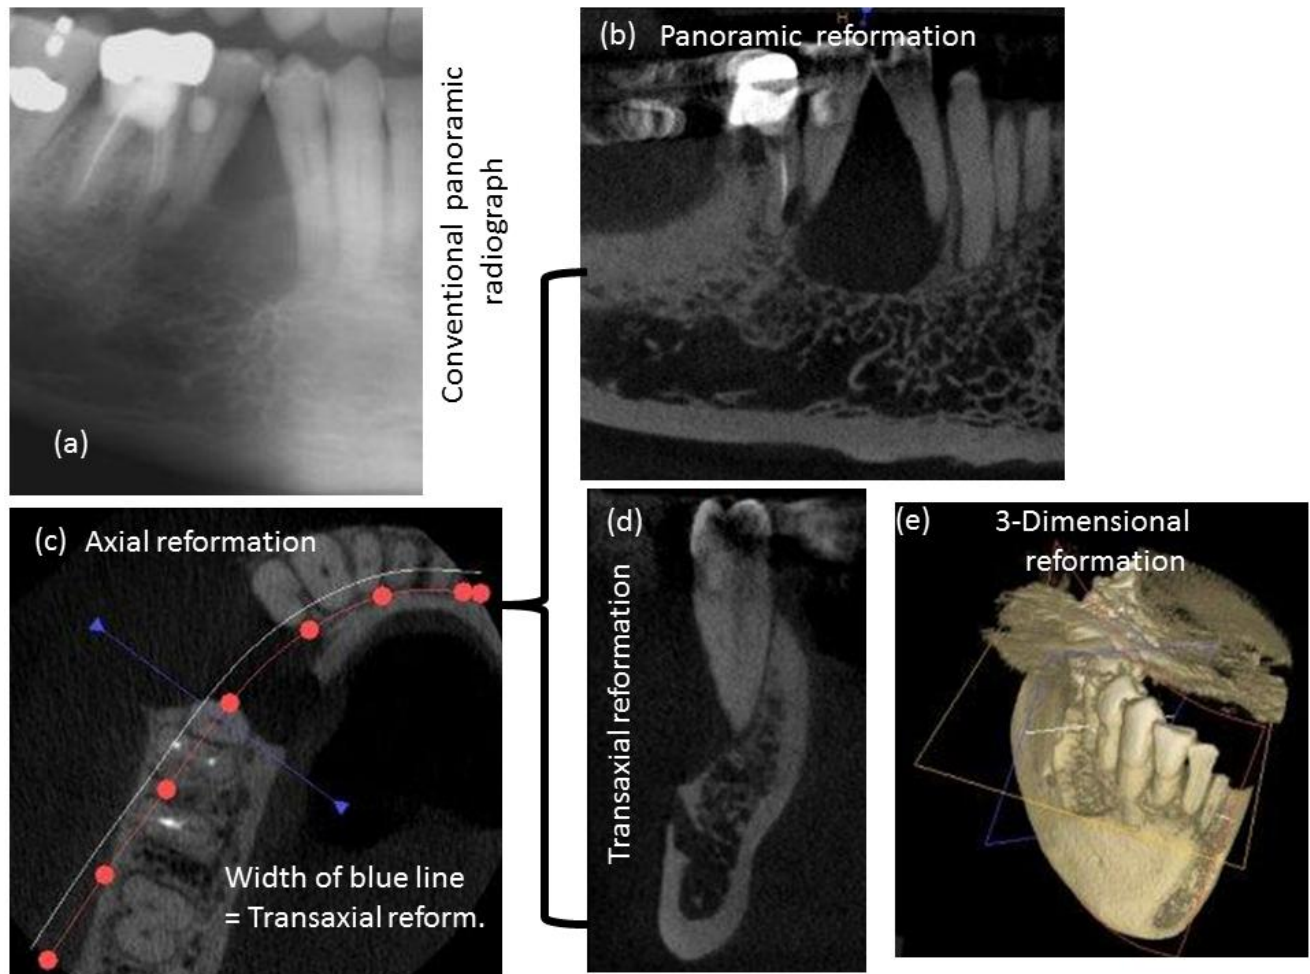 (a)
Conventional panoramic
radiograph
(b) Panoramic reformation
H
(c) Axial reformation
Width of blue line
= Transaxial reform.
(d)
Transaxial reformation
(e) 3-Dimensional
reformation